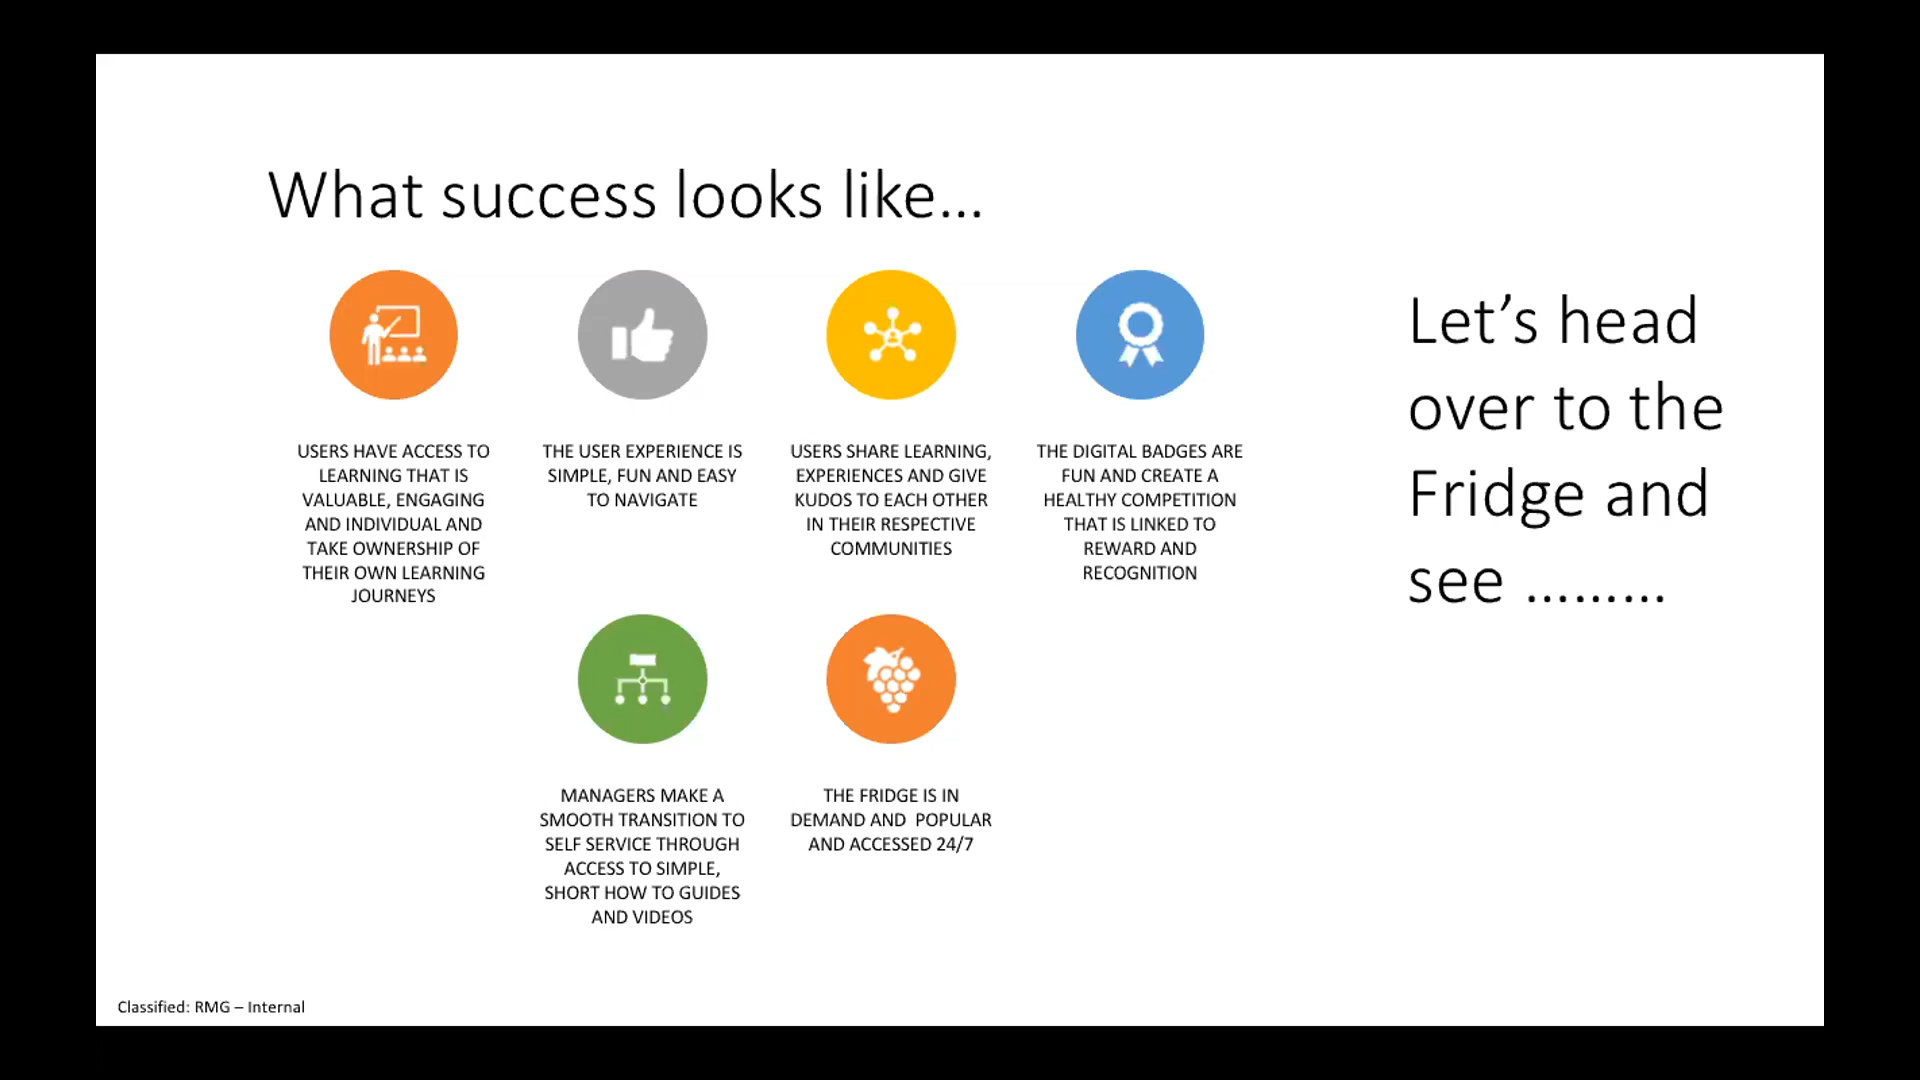 What success looks like...
USERS HAVE ACCESS TO
LEARNING THAT IS
VALUABLE, ENGAGING
AND INDIVIDUAL AND
TAKE OWNERSHIP OF
THEIR OWN LEARNING
JOURNEYS
THE USER EXPERIENCE IS
SIMPLE, FUN AND EASY
TO NAVIGATE
USERS SHARE LEARNING,
EXPERIENCES AND GIVE
KUDOS TO EACH OTHER
IN THEIR RESPECTIVE
COMMUNITIES
THE DIGITAL BADGES ARE
FUN AND CREATE A
HEALTHY COMPETITION
THAT IS LINKED TO
REWARD AND
RECOGNITION
MANAGERS MAKE A
SMOOTH TRANSITION TO
SELF SERVICE THROUGH
ACCESS TO SIMPLE,
SHORT HOW TO GUIDES
AND VIDEOS
THE FRIDGE IS IN
DEMAND AND  POPULAR
AND ACCESSED 24/7
Let’s head
over to the
Fridge and
see .........
Classified: RMG – Internal